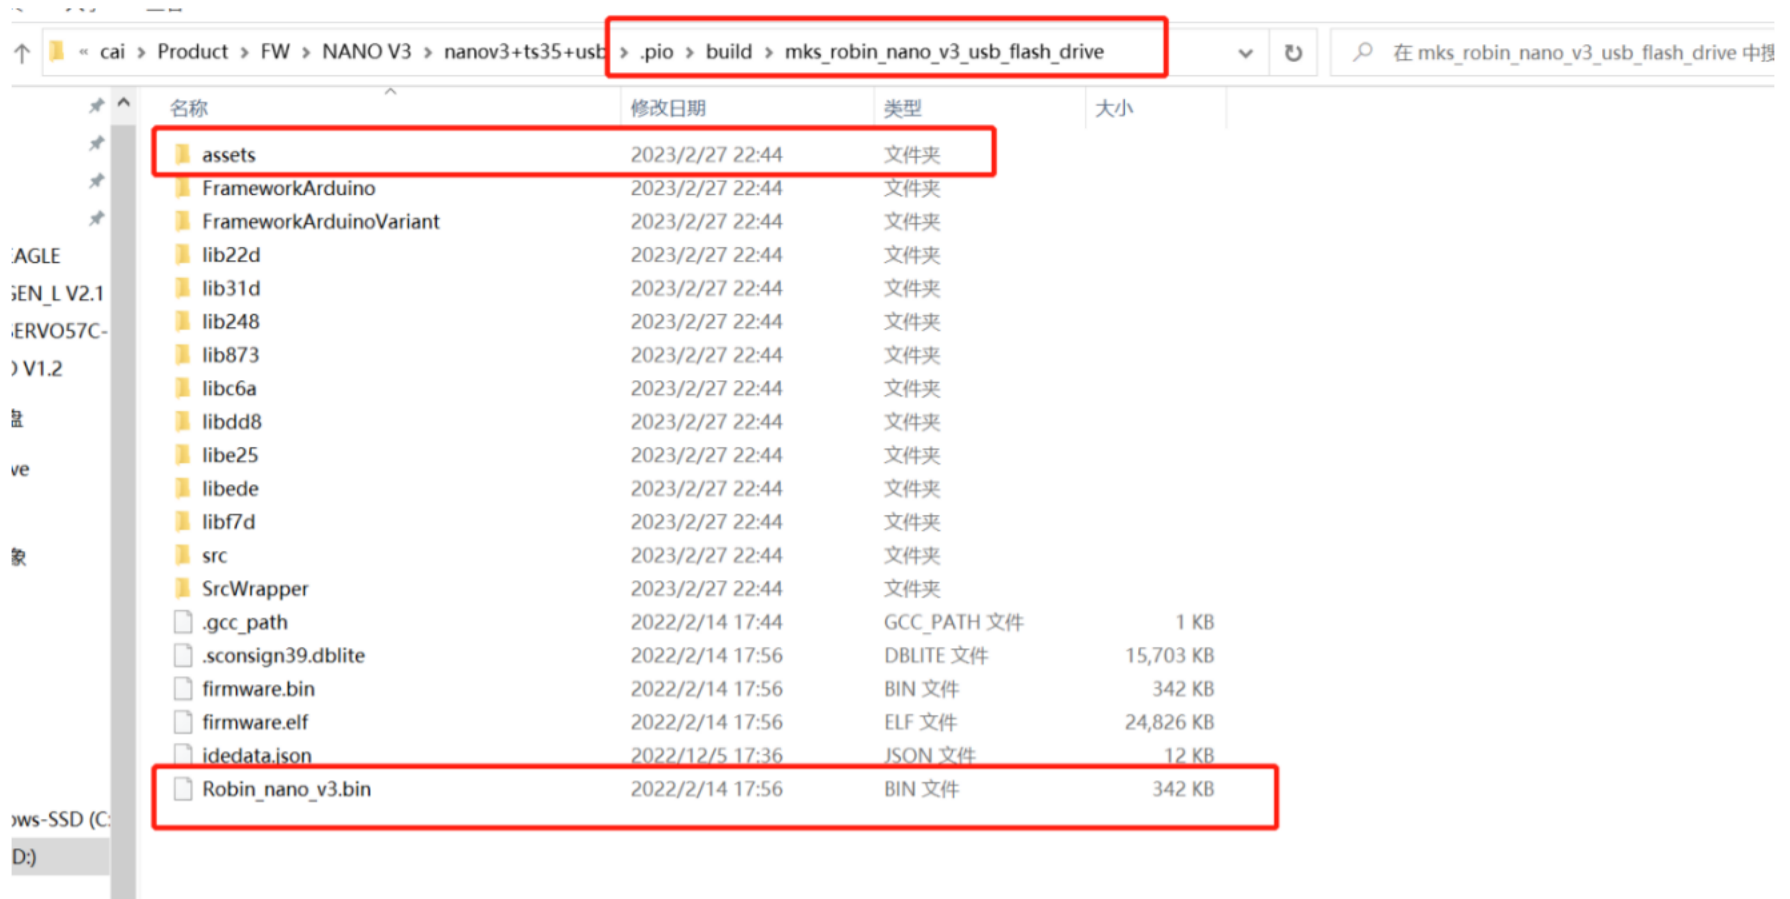 « cai › Product › FW › NANO V3 › nanov3+ts35+usb › .pio › build › mks_robin_nano_v3_usb_flash_drive 在 mks_robin_nano_v3_usb_flash_drive 中搜
名称 修改日期 类型 大小
assets 2023/2/27 22:44 文件夹
FrameworkArduino 2023/2/27 22:44 文件夹
FrameworkArduinoVariant 2023/2/27 22:44 文件夹
lib22d 2023/2/27 22:44 文件夹
EAGLE
lib31d 2023/2/27 22:44 文件夹
GEN_L V2.1
lib248 2023/2/27 22:44 文件夹
SERVO57C-
lib873 2023/2/27 22:44 文件夹
V1.2
libc6a 2023/2/27 22:44 文件夹
libdd8 2023/2/27 22:44 文件夹
盘
libe25 2023/2/27 22:44 文件夹
ve
libede 2023/2/27 22:44 文件夹
libf7d 2023/2/27 22:44 文件夹
src 2023/2/27 22:44 文件夹
象
SrcWrapper 2023/2/27 22:44 文件夹
.gcc_path 2022/2/14 17:44 GCC_PATH 文件 1 KB
.sconsign39.dblite 2022/2/14 17:56 DBLITE 文件 15,703 KB
firmware.bin 2022/2/14 17:56 BIN 文件 342 KB
firmware.elf 2022/2/14 17:56 ELF 文件 24,826 KB
idedata.json 2022/12/5 17:36 JSON 文件 12 KB
Robin_nano_v3.bin 2022/2/14 17:56 BIN 文件 342 KB
ows-SSD (C:
D:)